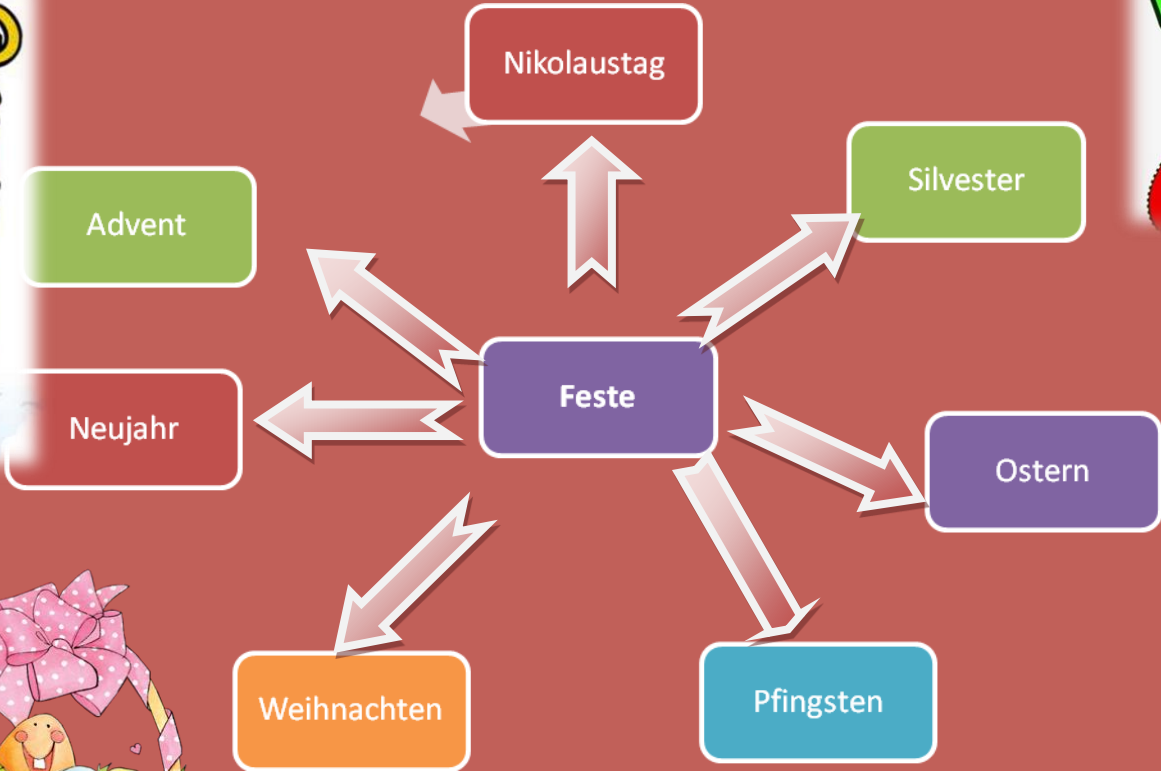 Nikolaustag
Silvester
Advent
Feste
Neujahr
Ostern
Weihnachten
Pfingsten